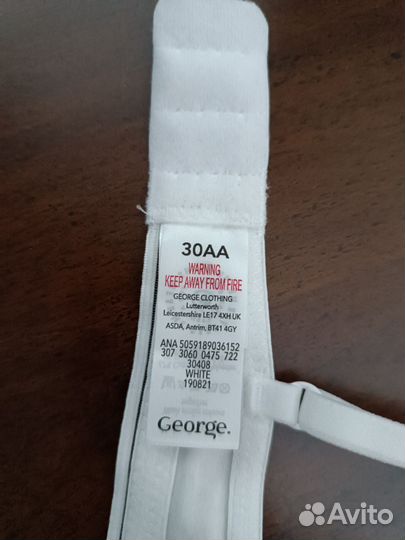 30AA
WARNING
KEEP AWAY FROM FIRE
GEORGE CLOTHING
Lutterworth
Leicestershire LE17 4XH UK
ASDA, Antrim, BT41 4GY
ANA 5059189036152
307 3060 0475 722
30408
WHITE
190821
George.
Avito